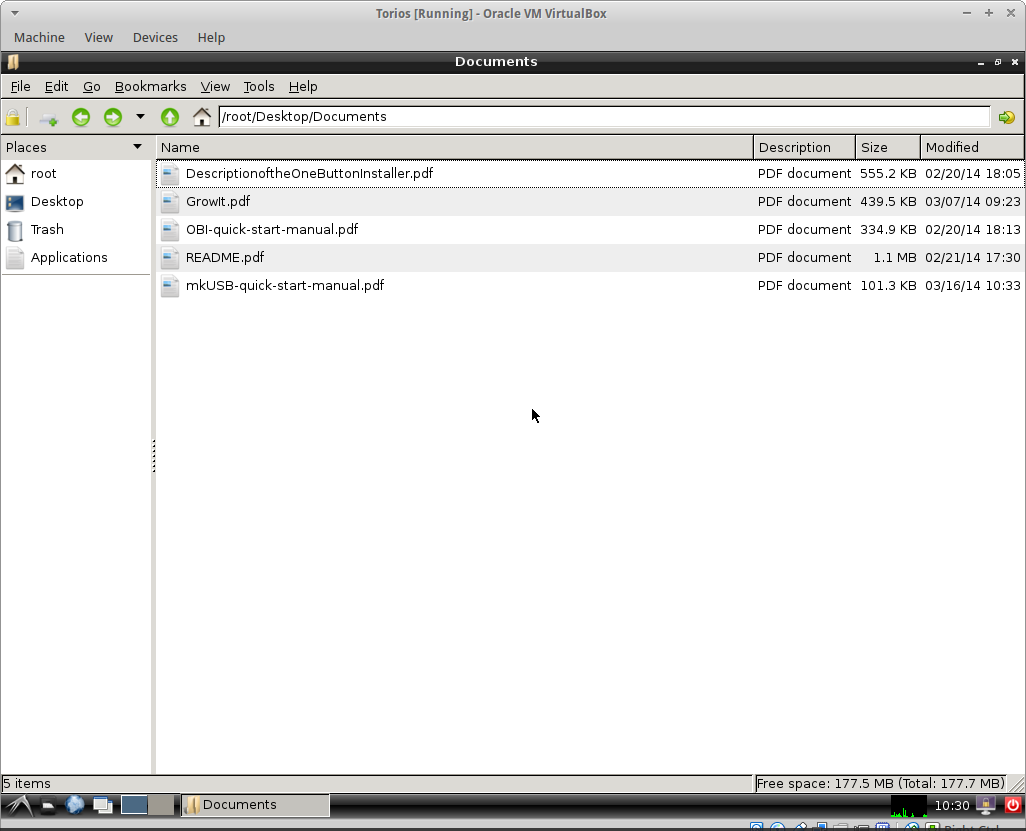 Torios [Running] - Oracle VM VirtualBox
Machine View Devices Help
Documents
File Edit Go Bookmarks View Tools Help
/root/Desktop/Documents
Places Name Description Size Modified
root DescriptionoftheOneButtonInstaller.pdf PDF document 555.2 KB 02/20/14 18:05
Desktop GrowIt.pdf PDF document 439.5 KB 03/07/14 09:23
Trash OBI-quick-start-manual.pdf PDF document 334.9 KB 02/20/14 18:13
Applications README.pdf PDF document 1.1 MB 02/21/14 17:30
mkUSB-quick-start-manual.pdf PDF document 101.3 KB 03/16/14 10:33
5 items Free space: 177.5 MB (Total: 177.7 MB)
Documents 10:30